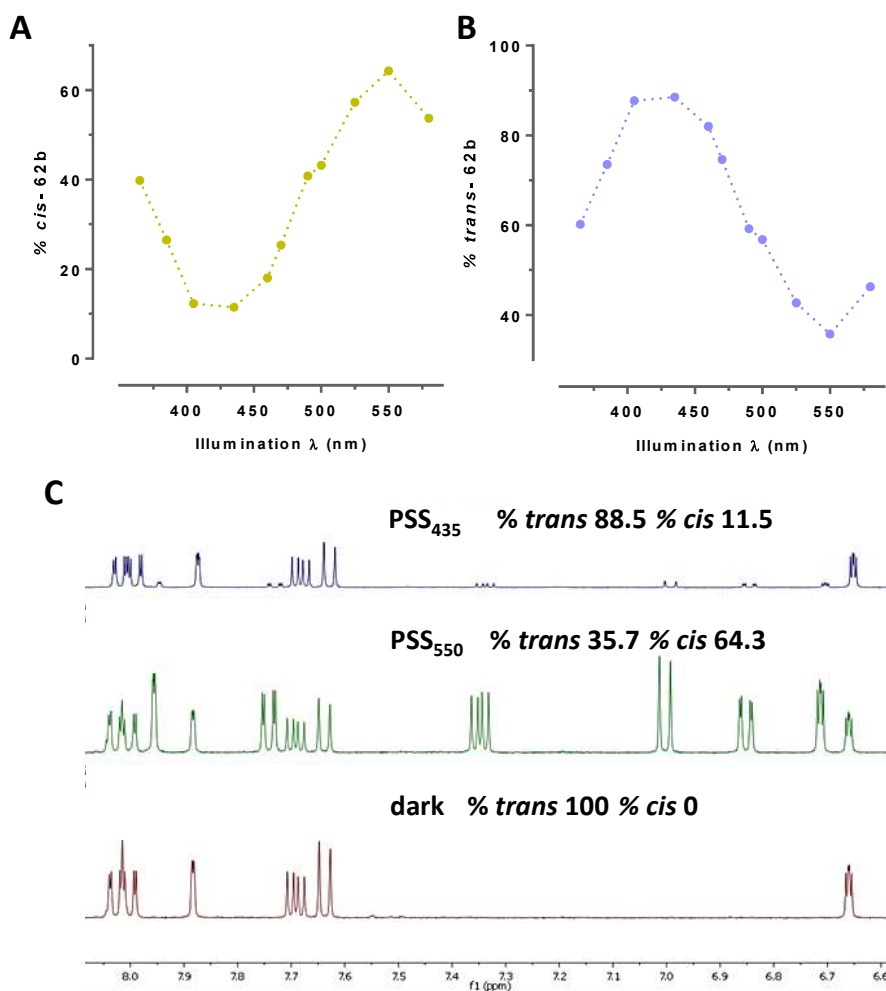 A
% cis- 62b
60
40
20
0
400 450 500 550
Illumination λ (nm)
B
% trans- 62b
100
80
60
40
400 450 500 550
Illumination λ (nm)
C
PSS435 % trans 88.5 % cis 11.5
PSS550 % trans 35.7 % cis 64.3
dark % trans 100 % cis 0
8.0 7.9 7.8 7.7 7.6 7.5 7.4 7.3 7.2 7.1 7.0 6.9 6.8 6.7 6.6
f1 (ppm)